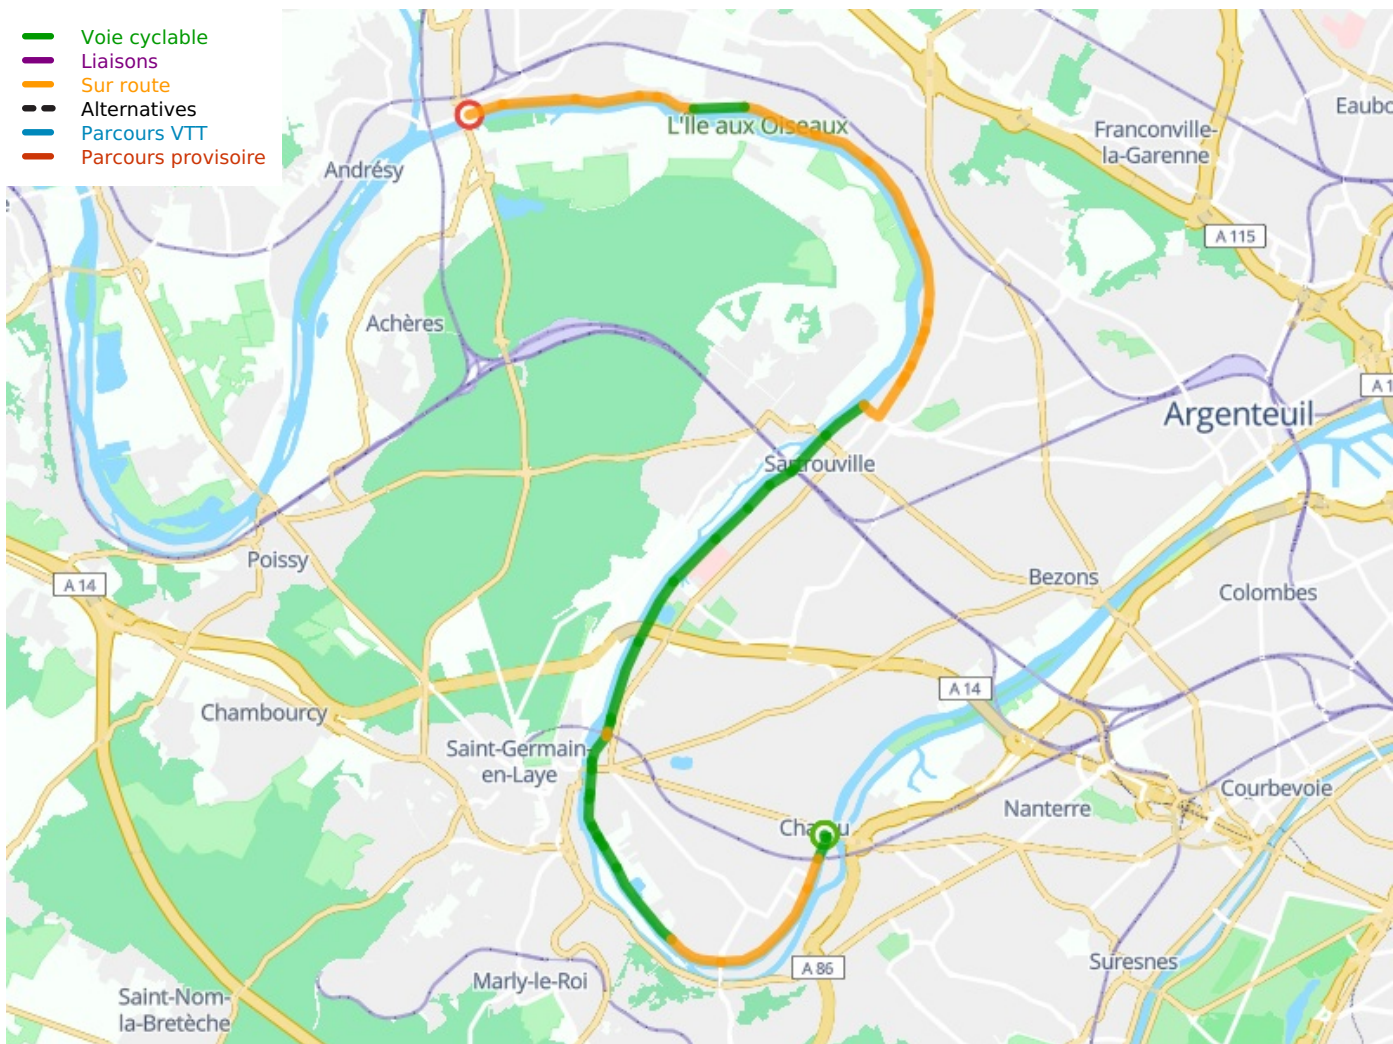 Voie cyclable
Liaisons
Sur route
Alternatives
Parcours VTT
Parcours provisoire
L'Ile aux Oiseaux
Franconville-
la-Garenne
Andrésy
A 115
Achères
Argenteuil
Sartrouville
Poissy
A 14
Bezons
Colombes
A 14
Chambourcy
Saint-Germain-
en-Laye
Courbevoie
Nanterre
A 86
Suresnes
Marly-le-Roi
Saint-Nom-
la-Bretèche